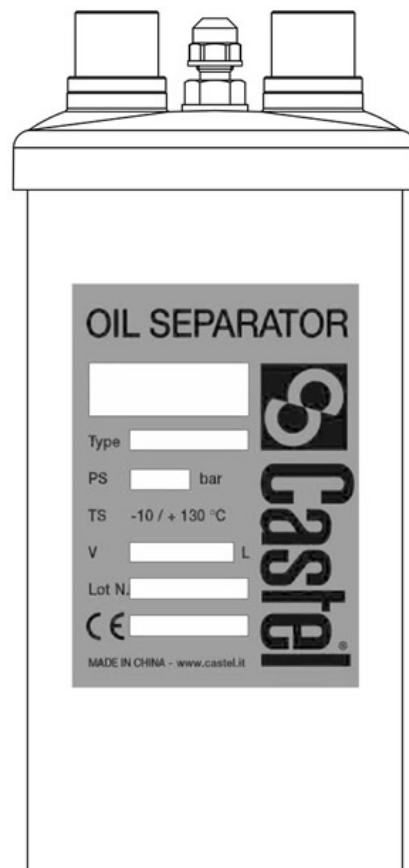 OIL SEPARATOR
Type
PS bar
TS -10 / + 130 °C
V L
Lot N.
CE
MADE IN CHINA - www.castel.it
Castel®